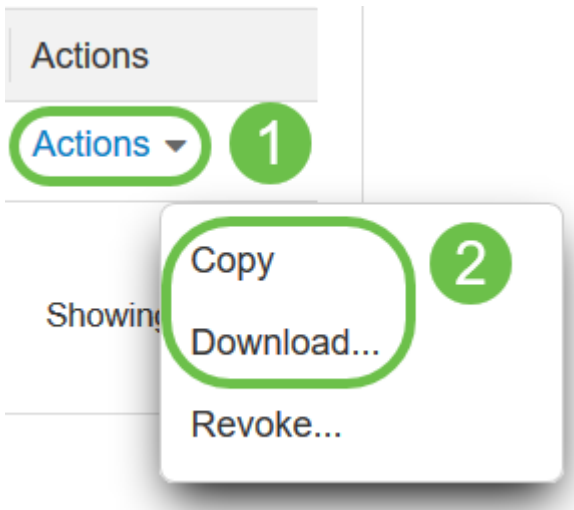 Actions
Actions
1
Copy
2
Showing
Download...
Revoke...